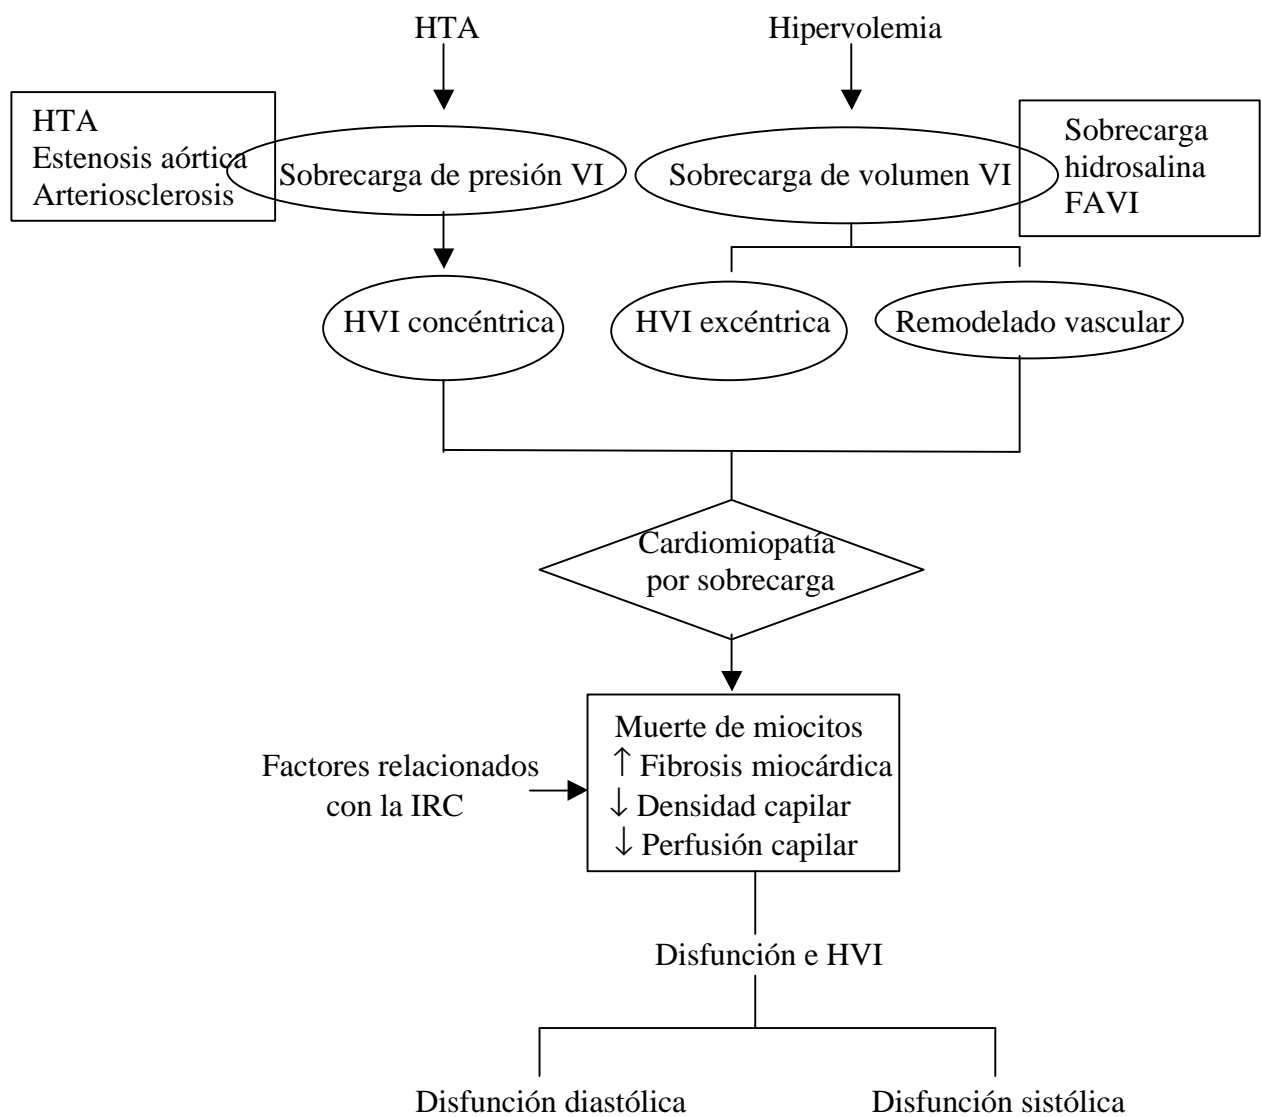 HTA
Hipervolemia
HTA
Estenosis aórtica
Arteriosclerosis
Sobrecarga de presión VI
Sobrecarga de volumen VI
Sobrecarga
hidrosalina
FAVI
HVI concéntrica
HVI excéntrica
Remodelado vascular
Cardiomiopatía
por sobrecarga
Factores relacionados
con la IRC
Muerte de miocitos
↑ Fibrosis miocárdica
↓ Densidad capilar
↓ Perfusión capilar
Disfunción e HVI
Disfunción diastólica
Disfunción sistólica